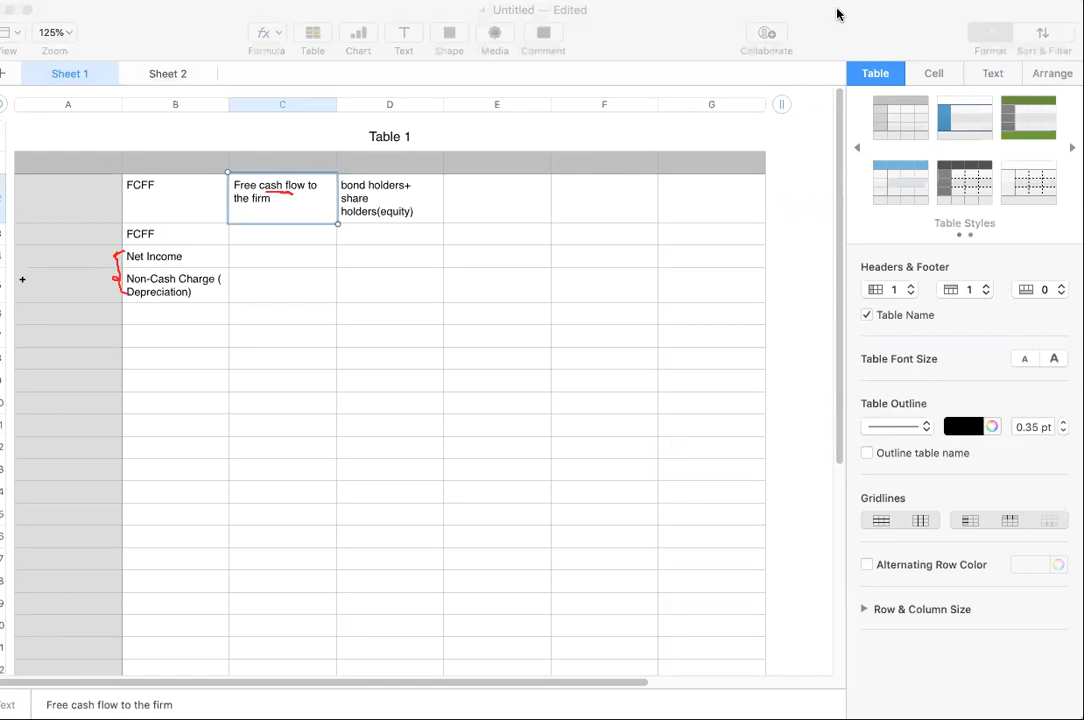 Untitled — Edited
125%
Zoom
Formula
Table
Chart
Text
Shape
Media
Comment
Collaborate
Format
Sort & Filter
Sheet 1
Sheet 2
Table
Cell
Text
Arrange
A B C D E F G
Table 1
FCFF
Free cash flow to
the firm
bond holders+
share
holders(equity)
FCFF
Net Income
+
Non-Cash Charge (
Depreciation)
Table Styles
Headers & Footer
1
1
0
Table Name
Table Font Size
A A
Table Outline
0.35 pt
Outline table name
Gridlines
Alternating Row Color
Row & Column Size
Free cash flow to the firm